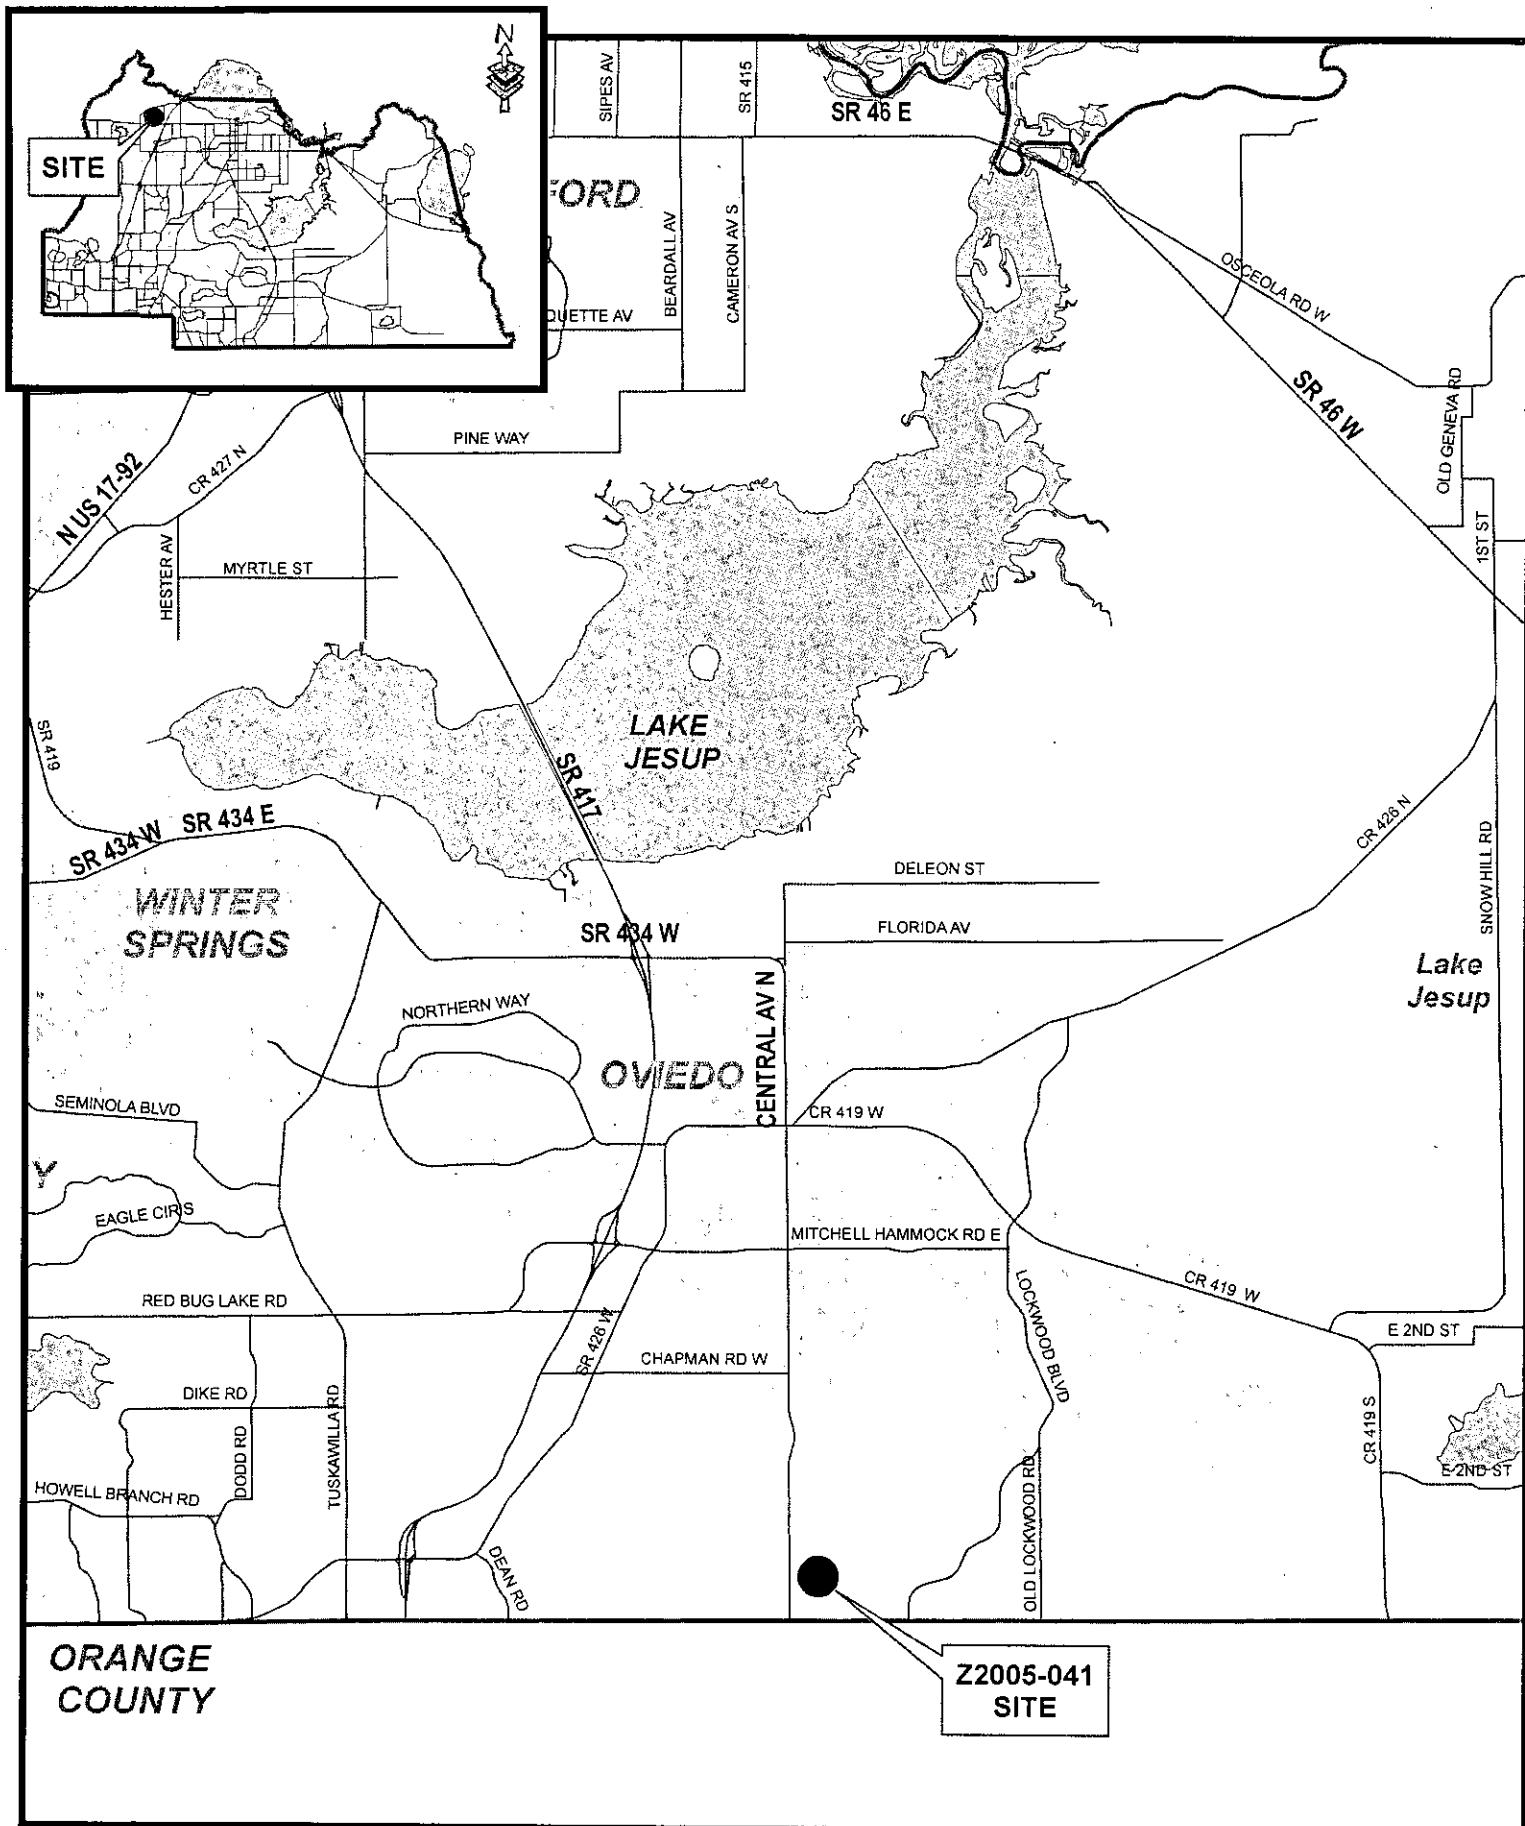 N
SITE
SIPES AV
SR 415
SR 46 E
FORD
BEARDALL AV
CAMERON AV S
QUETTE AV
OSCEOLA RD W
SR 46 W
OLD GENEVA RD
1ST ST
PINE WAY
N US 17-92
CR 427 N
HESTER AV
MYRTLE ST
SR 419
LAKE
JESUP
SR 417
SR 434 W
SR 434 E
WINTER
SPRINGS
DELEON ST
FLORIDA AV
SR 434 W
CR 426 N
SNOW HILL RD
Lake
Jesup
NORTHERN WAY
OVIEDO
CENTRAL AV N
CR 419 W
SEMINOLA BLVD
Y
EAGLE CIR S
MITCHELL HAMMOCK RD E
LOCKWOOD BLVD
CR 419 W
RED BUG LAKE RD
SR 426 W
E 2ND ST
CHAPMAN RD W
DIKE RD
DODD RD
TUSKAWILLA RD
CR 419 S
E 2ND ST
HOWELL BRANCH RD
DEAN RD
OLD LOCKWOOD RD
ORANGE
COUNTY
Z2005-041
SITE